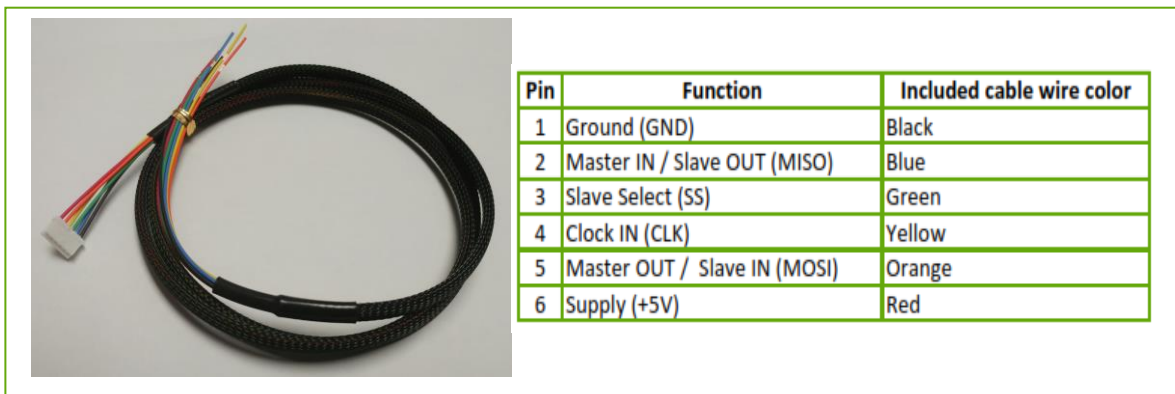 Pin Function Included cable wire color
1 Ground (GND) Black
2 Master IN / Slave OUT (MISO) Blue
3 Slave Select (SS) Green
4 Clock IN (CLK) Yellow
5 Master OUT /  Slave IN (MOSI) Orange
6 Supply (+5V) Red